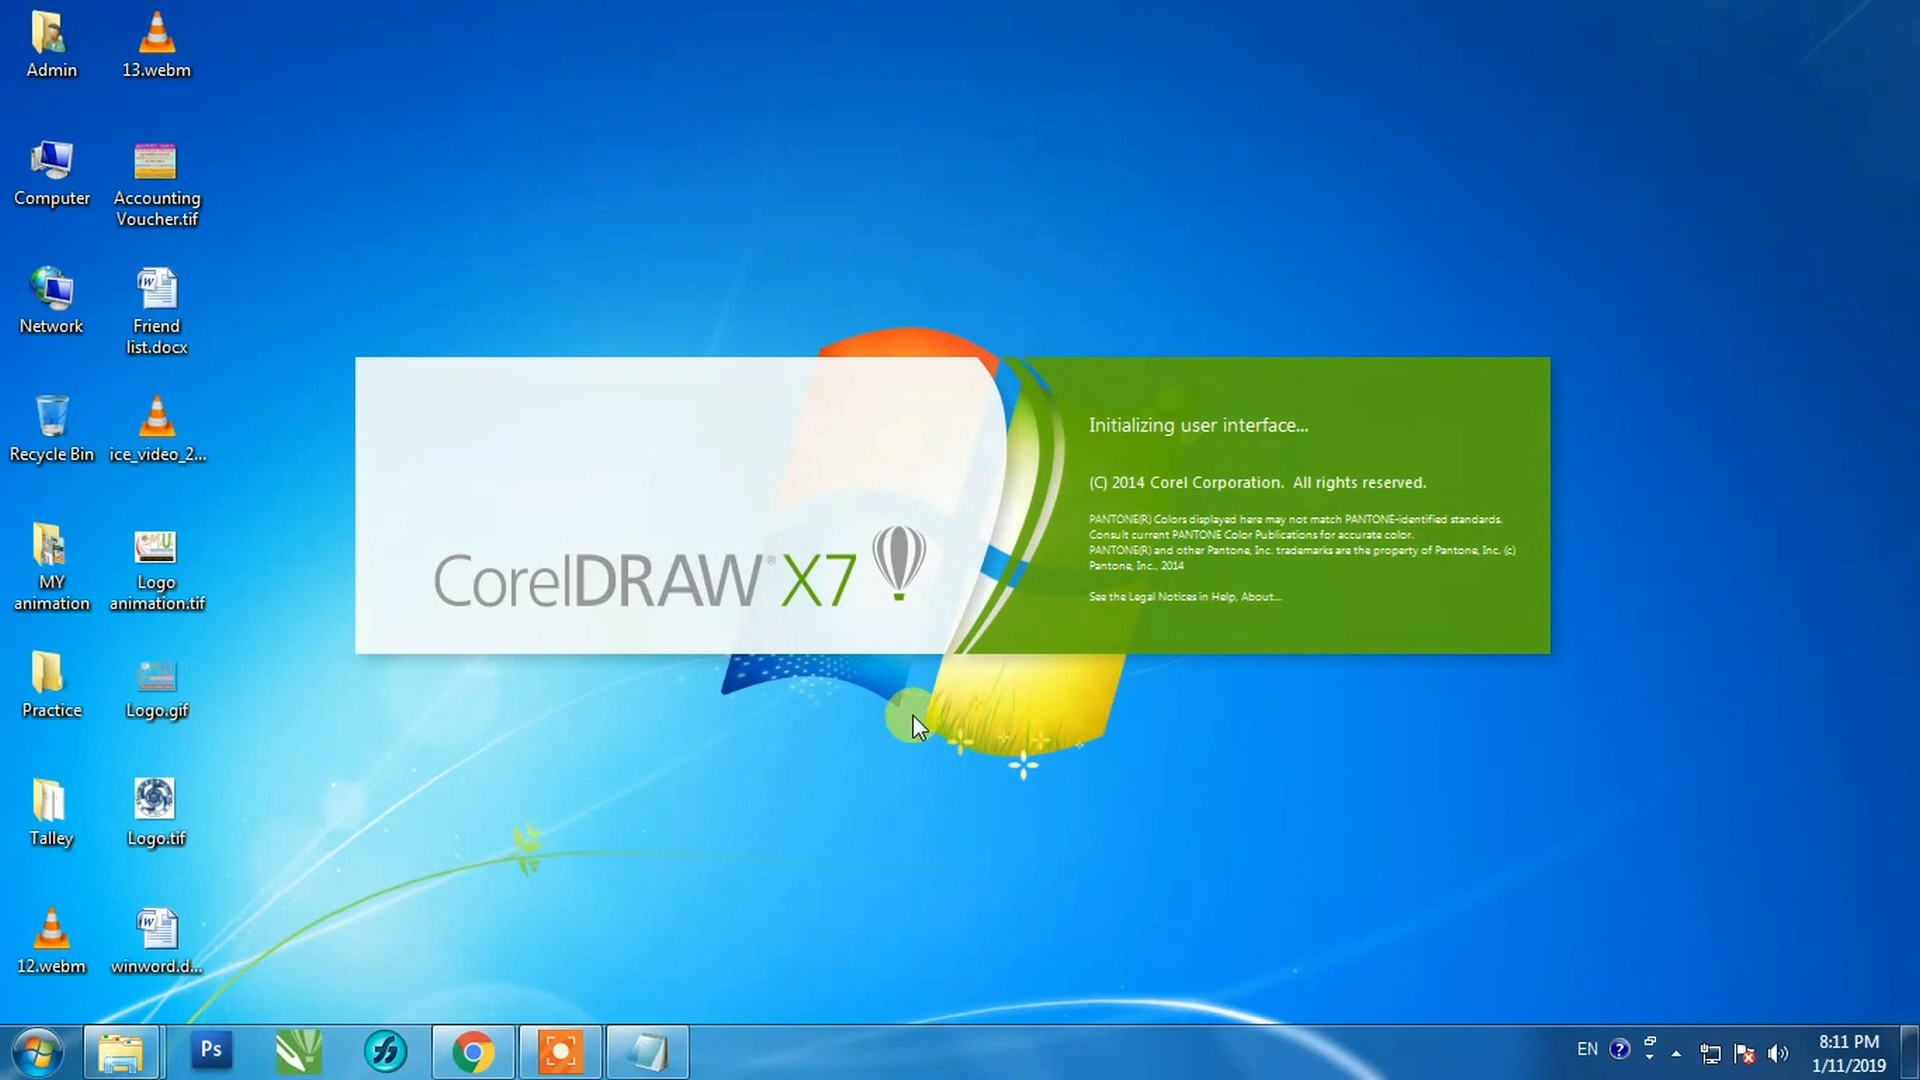 Admin
13.webm
Computer
Accounting
Voucher.tif
Network
Friend
list.docx
Recycle Bin
ice_video_2...
MY
animation
Logo
animation.tif
Practice
Logo.gif
Talley
Logo.tif
12.webm
winword.d...
CorelDRAW® X7
Initializing user interface...
(C) 2014 Corel Corporation.  All rights reserved.
PANTONE(R) Colors displayed here may not match PANTONE-identified standards.
Consult current PANTONE Color Publications for accurate color.
PANTONE(R) and other Pantone, Inc. trademarks are the property of Pantone, Inc. (c)
Pantone, Inc., 2014
See the Legal Notices in Help, About...
Ps
EN
8:11 PM
1/11/2019